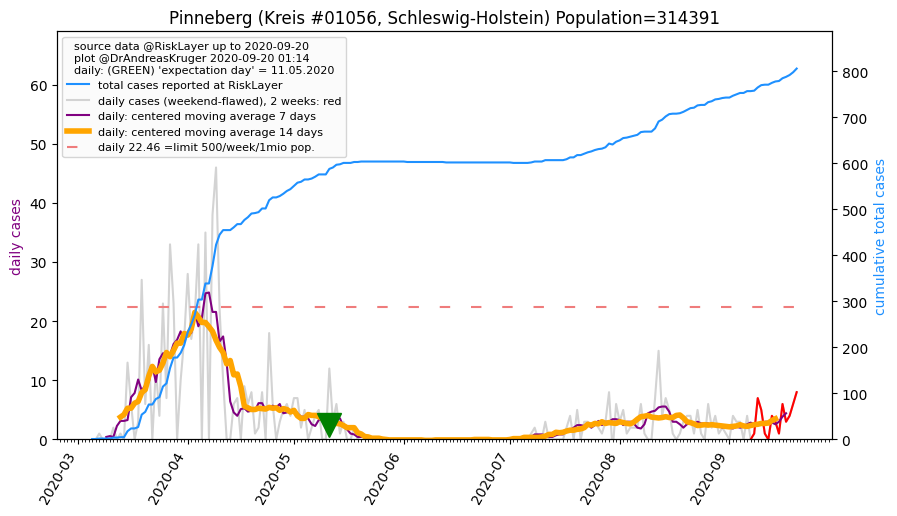 Pinneberg (Kreis #01056, Schleswig-Holstein) Population=314391
source data @RiskLayer up to 2020-09-20
plot @DrAndreasKruger 2020-09-20 01:14
daily: (GREEN) 'expectation day' = 11.05.2020
total cases reported at RiskLayer
daily cases (weekend-flawed), 2 weeks: red
daily: centered moving average 7 days
daily: centered moving average 14 days
daily 22.46 =limit 500/week/1mio pop.
daily cases
60
50
40
30
20
10
0
cumulative total cases
800
700
600
500
400
300
200
100
0
2020-03
2020-04
2020-05
2020-06
2020-07
2020-08
2020-09